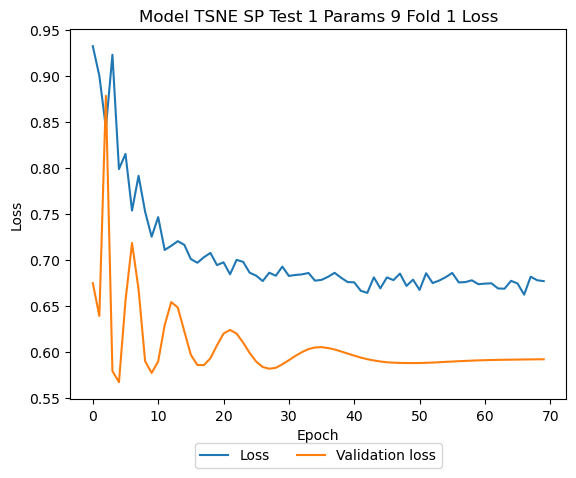 Model TSNE SP Test 1 Params 9 Fold 1 Loss
0.95
0.90
0.85
0.80
0.75
0.70
0.65
0.60
0.55
Loss
0 10 20 30 40 50 60 70
Epoch
Loss Validation loss